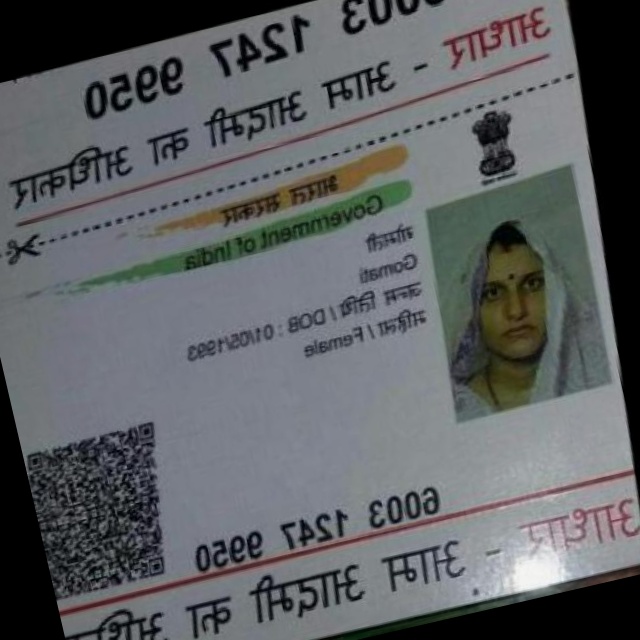 6003 1247 9950
आधार - आम आदमी का अधिकार
भारत सरकार
Government of India
गोमती
Gomati
जन्म तिथि / DOB : 01/05/1993
महिला / Female
6003 1247 9950
आधार - आम आदमी का